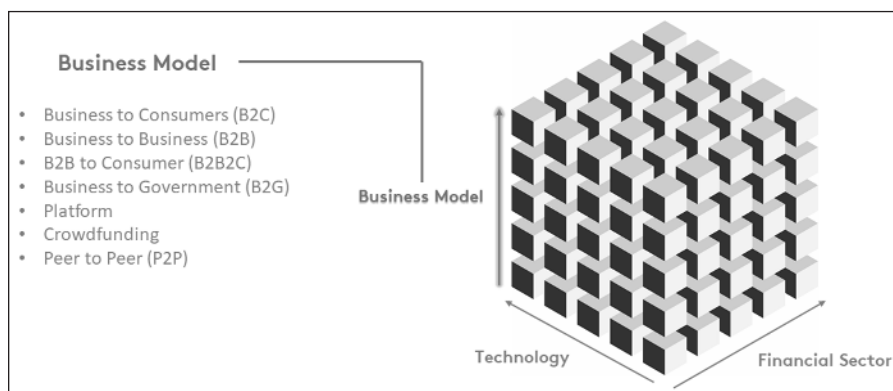 Business Model
• Business to Consumers (B2C)
• Business to Business (B2B)
• B2B to Consumer (B2B2C)
• Business to Government (B2G)
• Platform
• Crowdfunding
• Peer to Peer (P2P)
Business Model
Technology
Financial Sector